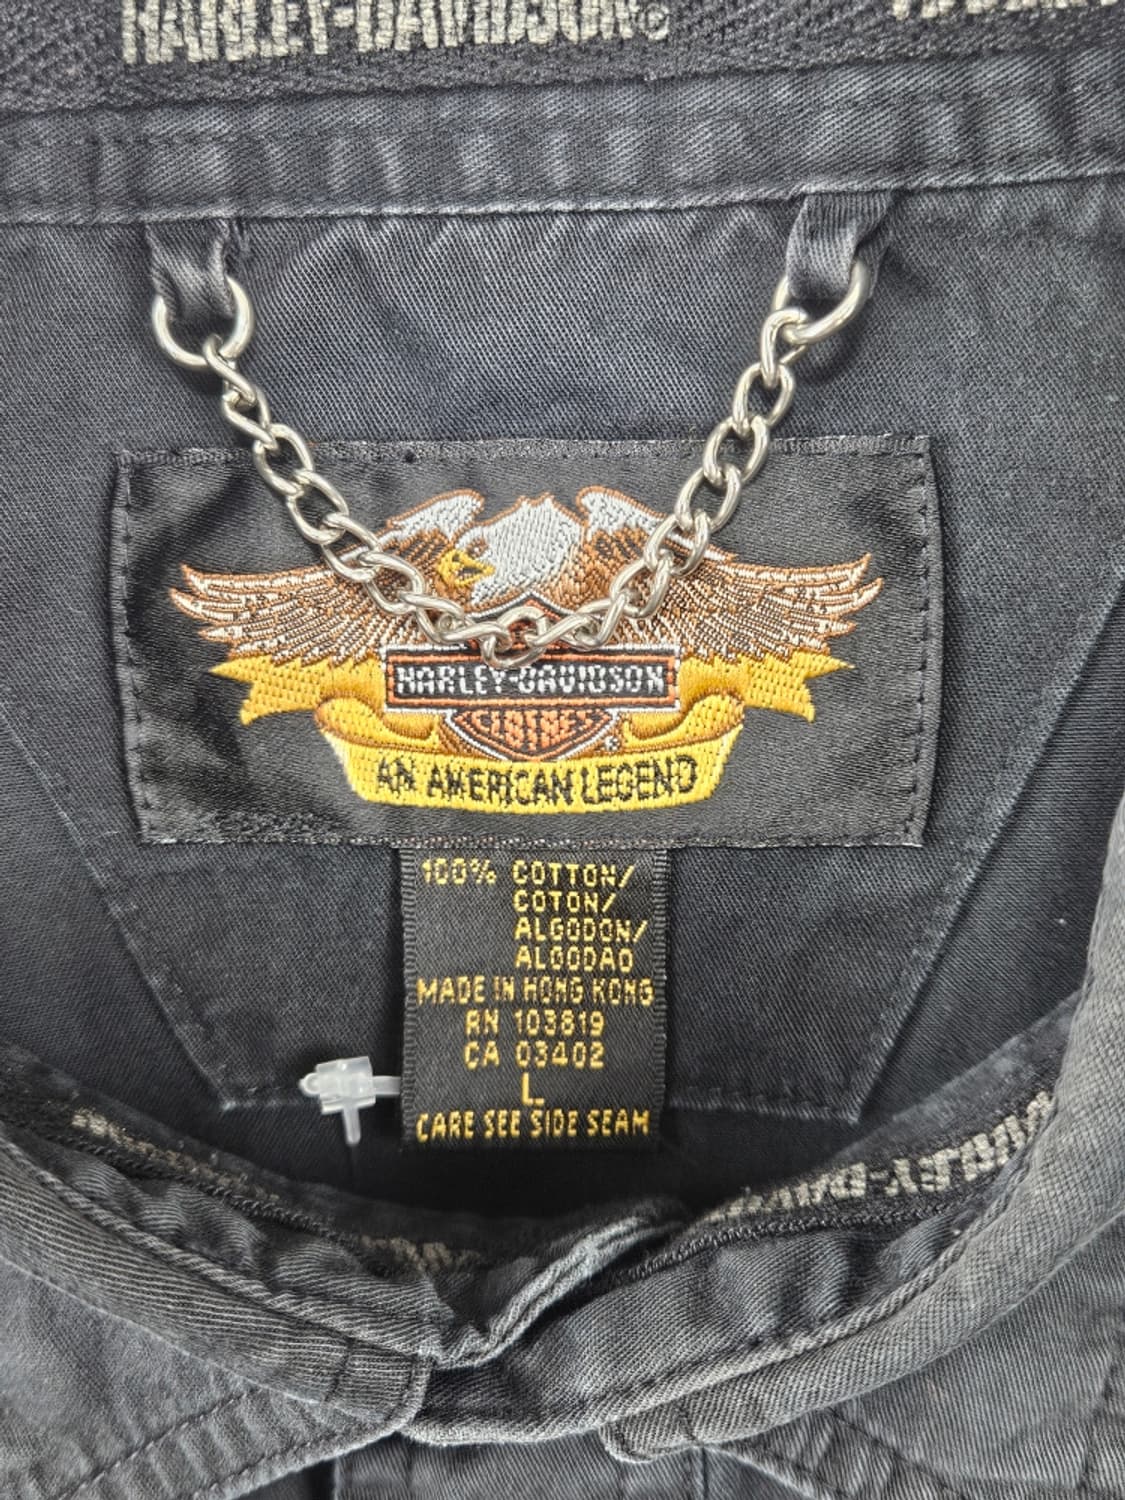 HARLEY-DAVIDSON®
HARLEY-DAVIDSON
CLOTHES
AN AMERICAN LEGEND
100% COTTON/
COTON/
ALGODON/
ALGODAO
MADE IN HONG KONG
RN 103819
CA 03402
L
CARE SEE SIDE SEAM